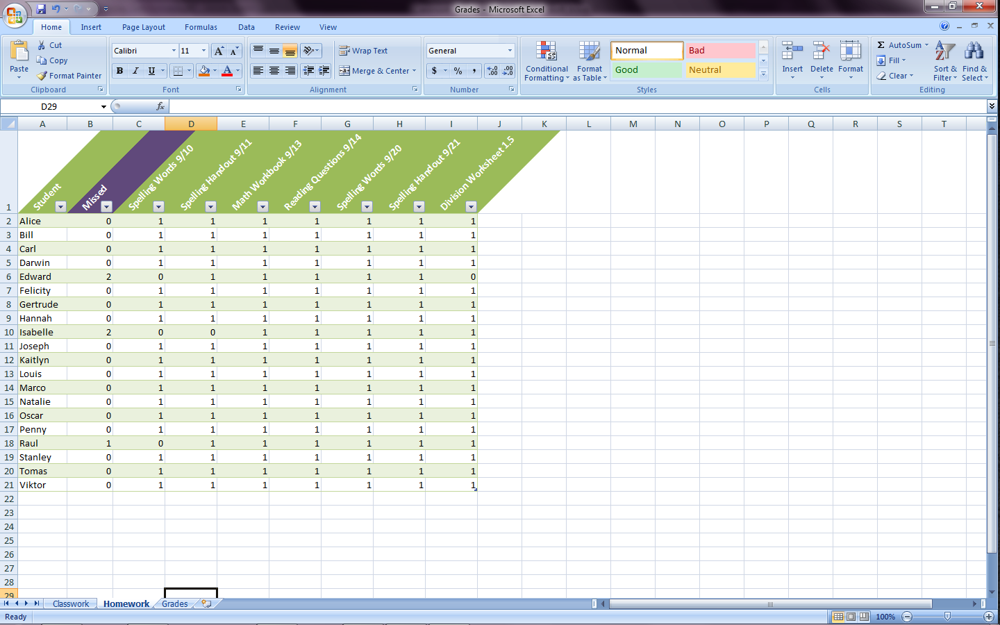 Grades - Microsoft Excel
Home Insert Page Layout Formulas Data Review View
Paste Cut Copy Format Painter Clipboard
Calibri 11 A A B I U A Font
Wrap Text Merge & Center Alignment
General $ % , .00 .00 Number
Conditional Formatting Format as Table Normal Bad Good Neutral Styles
Insert Delete Format Cells
Σ AutoSum Fill Clear Sort & Filter Find & Select Editing
D29 fx
A B C D E F G H I J K L M N O P Q R S T
1 Student Missed Spelling Words 9/10 Spelling Handout 9/11 Math Workbook 9/13 Reading Questions 9/14 Spelling Words 9/20 Spelling Handout 9/21 Division Worksheet 1.5
2 Alice 0 1 1 1 1 1 1 1
3 Bill 0 1 1 1 1 1 1 1
4 Carl 0 1 1 1 1 1 1 1
5 Darwin 0 1 1 1 1 1 1 1
6 Edward 2 0 1 1 1 1 1 0
7 Felicity 0 1 1 1 1 1 1 1
8 Gertrude 0 1 1 1 1 1 1 1
9 Hannah 0 1 1 1 1 1 1 1
10 Isabelle 2 0 0 1 1 1 1 1
11 Joseph 0 1 1 1 1 1 1 1
12 Kaitlyn 0 1 1 1 1 1 1 1
13 Louis 0 1 1 1 1 1 1 1
14 Marco 0 1 1 1 1 1 1 1
15 Natalie 0 1 1 1 1 1 1 1
16 Oscar 0 1 1 1 1 1 1 1
17 Penny 0 1 1 1 1 1 1 1
18 Raul 1 0 1 1 1 1 1 1
19 Stanley 0 1 1 1 1 1 1 1
20 Tomas 0 1 1 1 1 1 1 1
21 Viktor 0 1 1 1 1 1 1 1
22
23
24
25
26
27
28
29
Classwork Homework Grades
Ready 100%